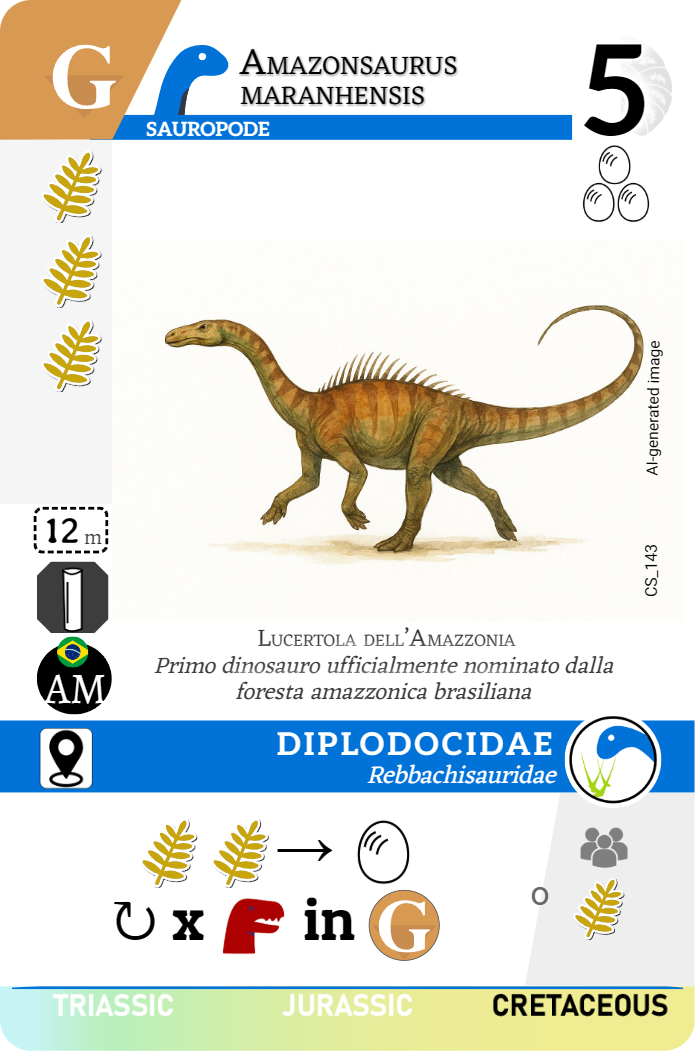 G
AMAZONSAURUS
MARANHENSIS
5
SAUROPODE
12 m
AI-generated image
CS_143
AM
LUCERTOLA DELL'AMAZZONIA
Primo dinosauro ufficialmente nominato dalla
foresta amazzonica brasiliana
DIPLODOCIDAE
Rebbachisauridae
→
o
↻ x in G
TRIASSIC JURASSIC CRETACEOUS